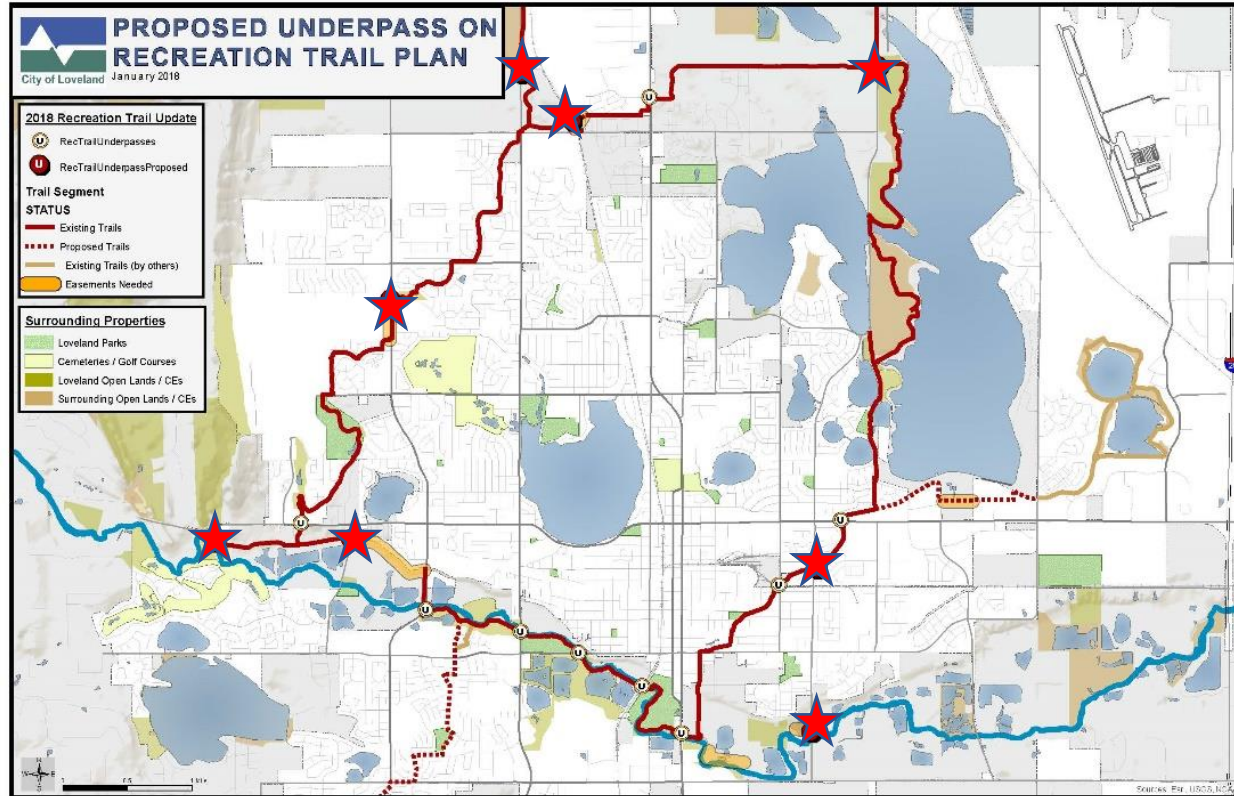 PROPOSED UNDERPASS ON
RECREATION TRAIL PLAN
City of Loveland
January 2018
2018 Recreation Trail Update
U
RecTrailUnderpasses
U
RecTrailUnderpassProposed
Trail Segment
STATUS
Existing Trails
Proposed Trails
Existing Trails (by others)
Easements Needed
Surrounding Properties
Loveland Parks
Cemeteries / Golf Courses
Loveland Open Lands / CEs
Surrounding Open Lands / CEs
U
U
U
U
U
U
U
U
U
N
W E
S
0
Sources: Esri, USGS,